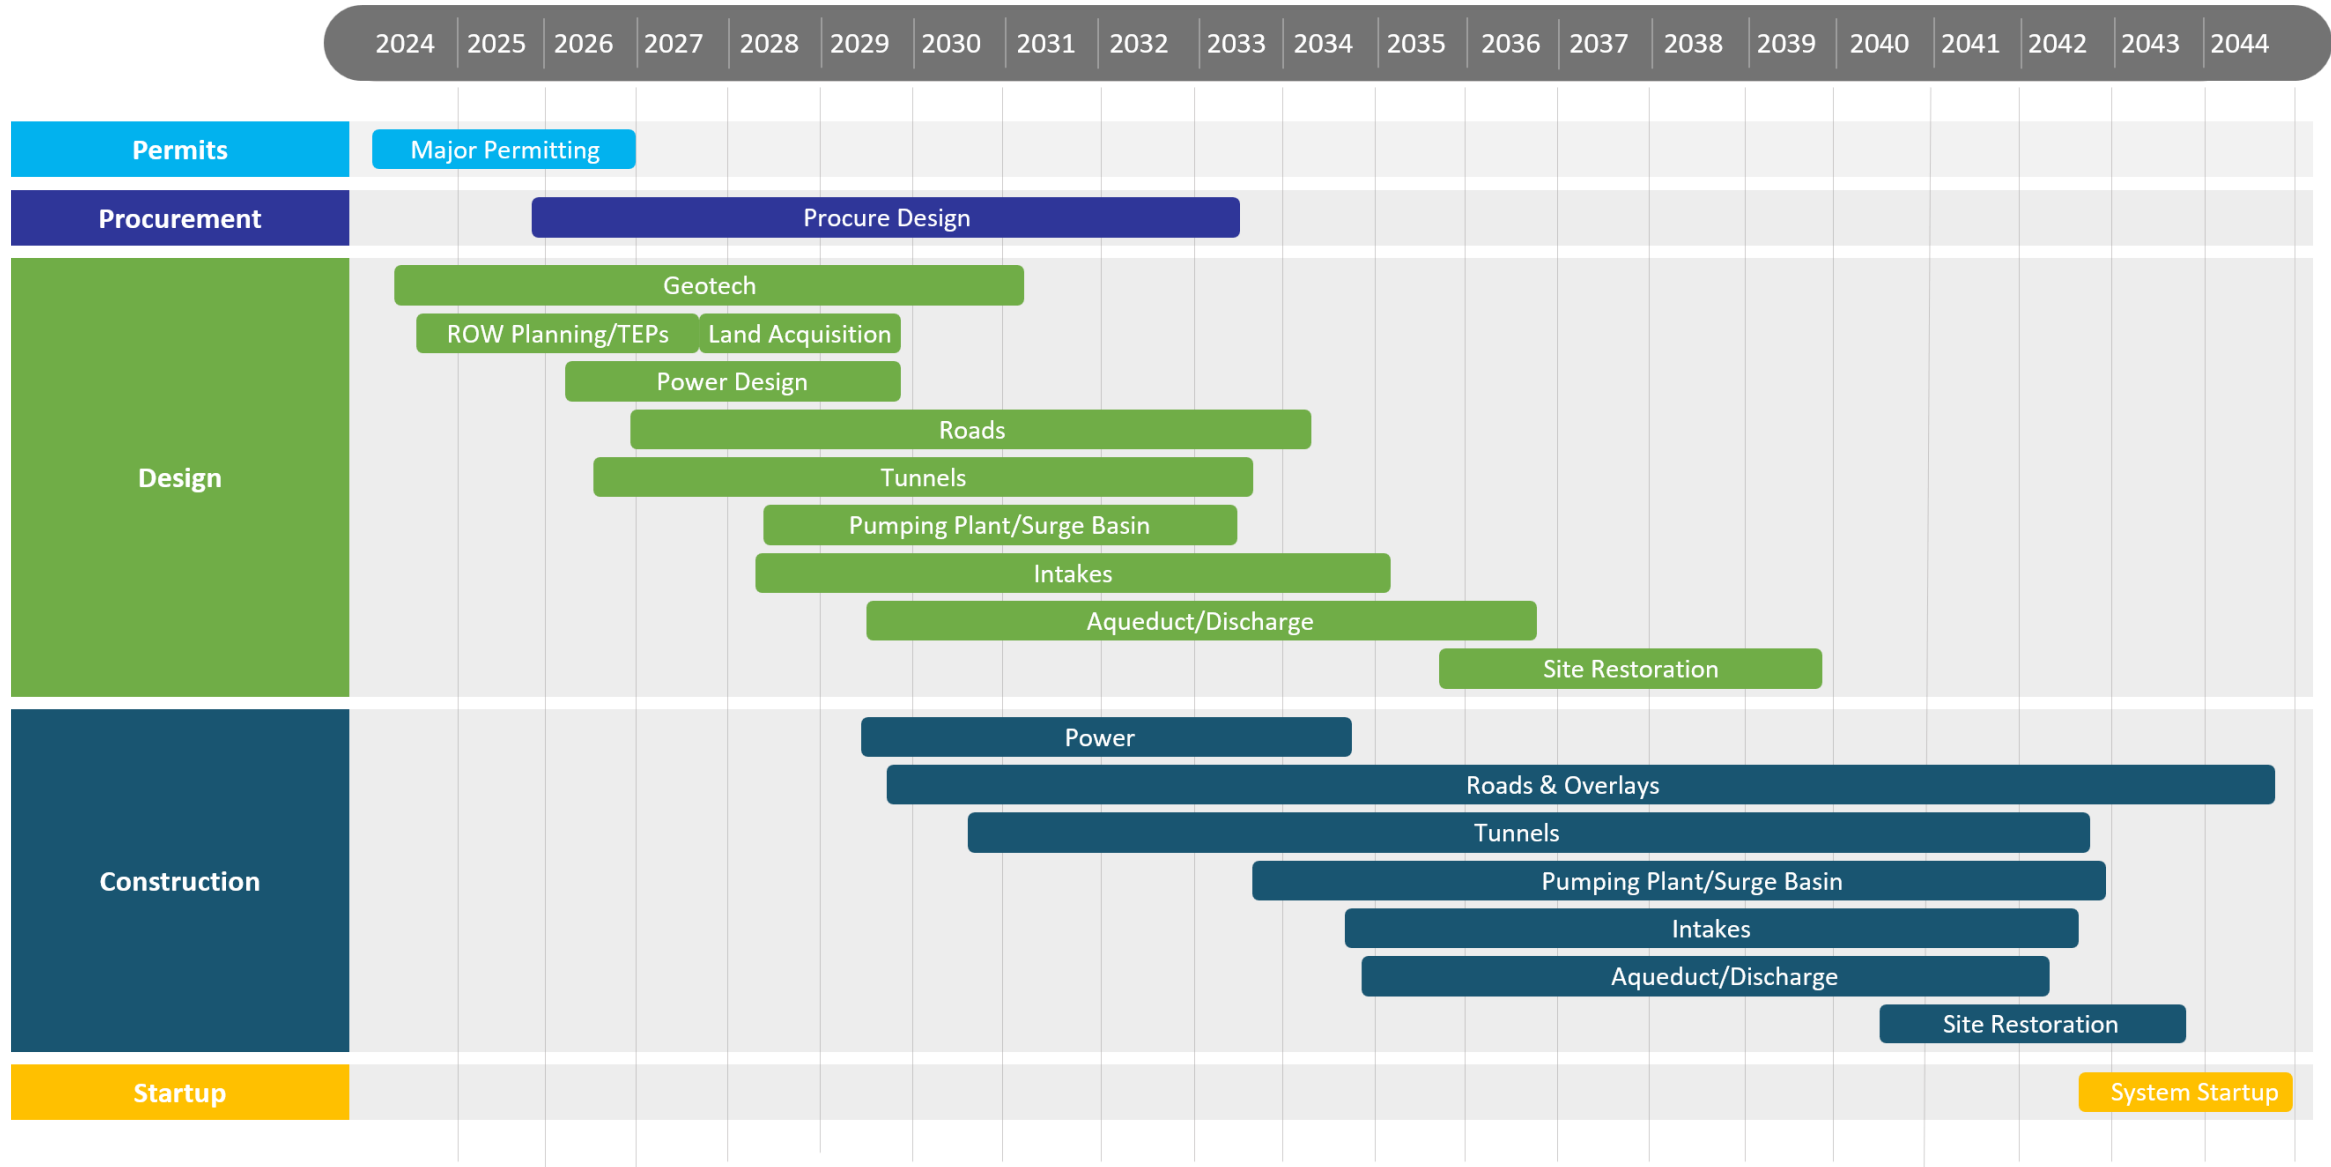 2024 2025 2026 2027 2028 2029 2030 2031 2032 2033 2034 2035 2036 2037 2038 2039 2040 2041 2042 2043 2044
Permits
Major Permitting
Procurement
Procure Design
Design
Geotech
ROW Planning/TEPs
Land Acquisition
Power Design
Roads
Tunnels
Pumping Plant/Surge Basin
Intakes
Aqueduct/Discharge
Site Restoration
Construction
Power
Roads & Overlays
Tunnels
Pumping Plant/Surge Basin
Intakes
Aqueduct/Discharge
Site Restoration
Startup
System Startup